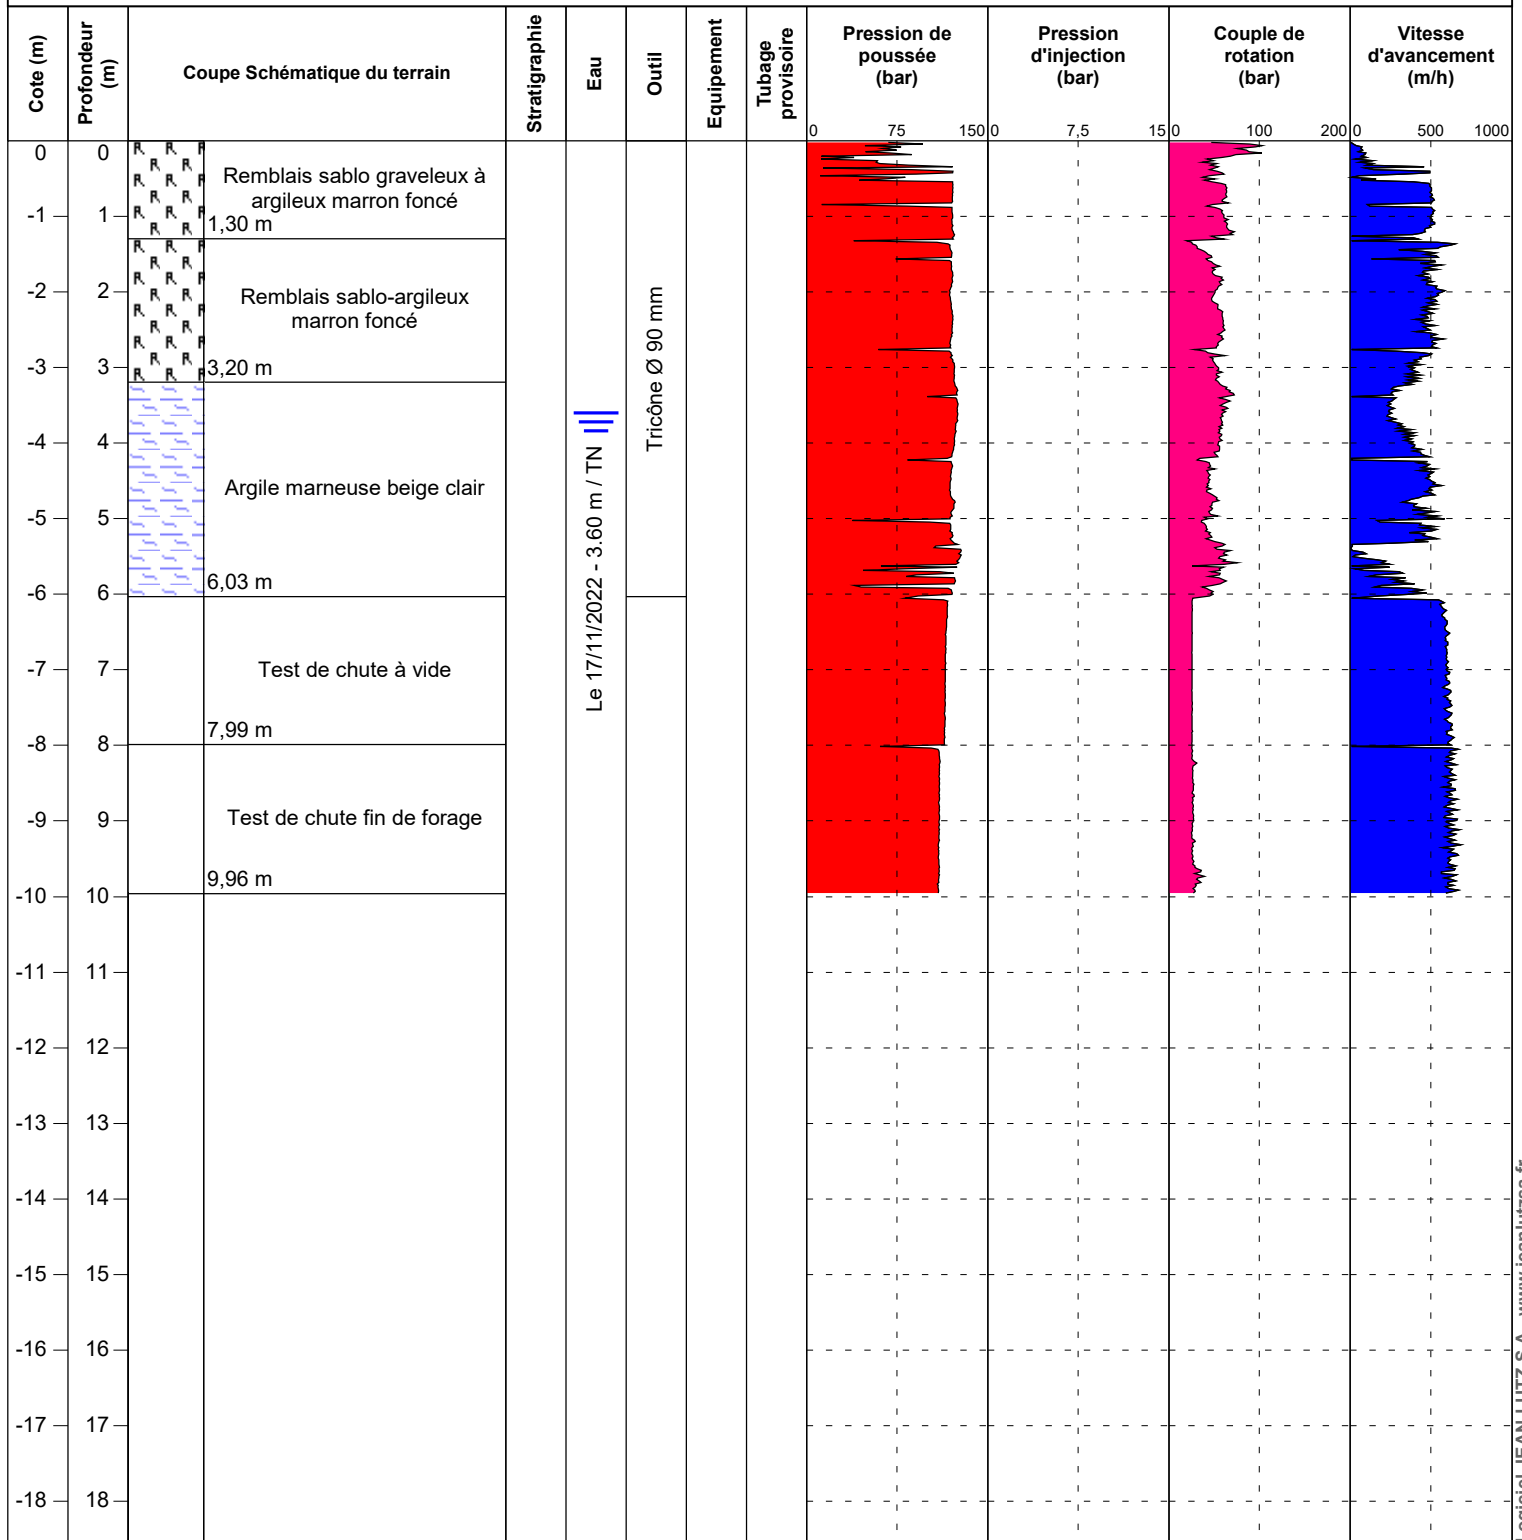 Cote (m)
Profondeur
(m)
Coupe Schématique du terrain
Stratigraphie
Eau
Outil
Equipement
Tubage
provisoire
Pression de
poussée
(bar)
Pression
d'injection
(bar)
Couple de
rotation
(bar)
Vitesse
d'avancement
(m/h)
0 75 150 0 7,5 15 0 100 200 0 500 1000
0 0
Remblais sablo graveleux à
argileux marron foncé
-1 1
1,30 m
-2 2
Remblais sablo-argileux
marron foncé
-3 3
3,20 m
Tricône Ø 90 mm
-4 4
Argile marneuse beige clair
-5 5
Le 17/11/2022 - 3.60 m / TN
6,03 m
-6 6
-7 7
Test de chute à vide
7,99 m
-8 8
-9 9
Test de chute fin de forage
9,96 m
-10 10
-11 11
-12 12
-13 13
-14 14
-15 15
-16 16
-17 17
-18 18
JEAN LUTZ S.A